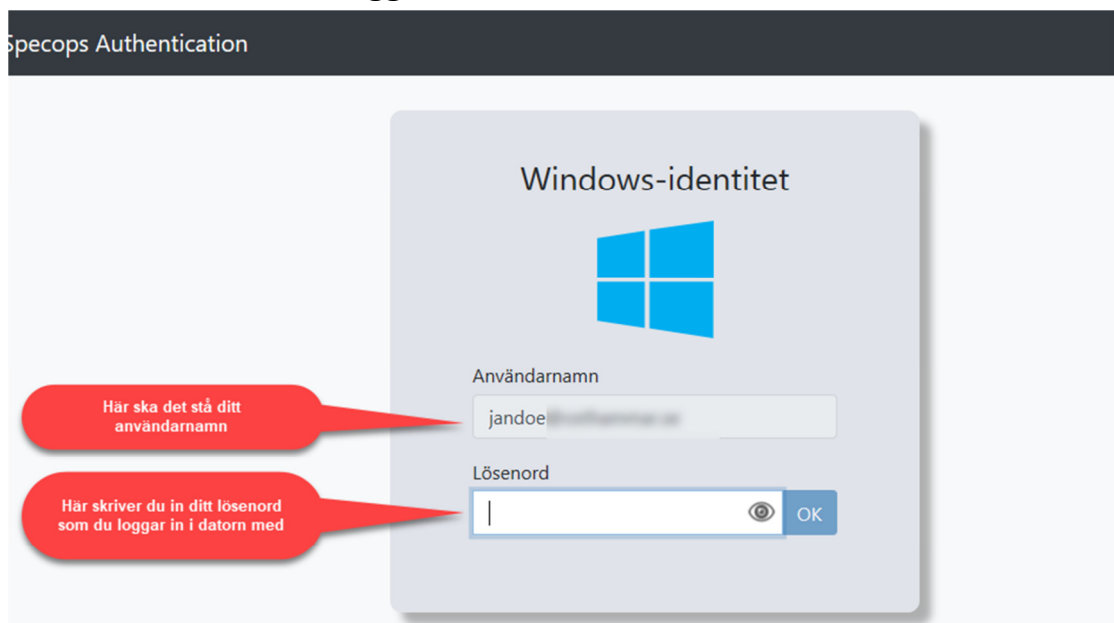 Specops Authentication
Windows-identitet
Användarnamn
Här ska det stå ditt
användarnamn
jandoe
Lösenord
Här skriver du in ditt lösenord
som du loggar in i datorn med
OK